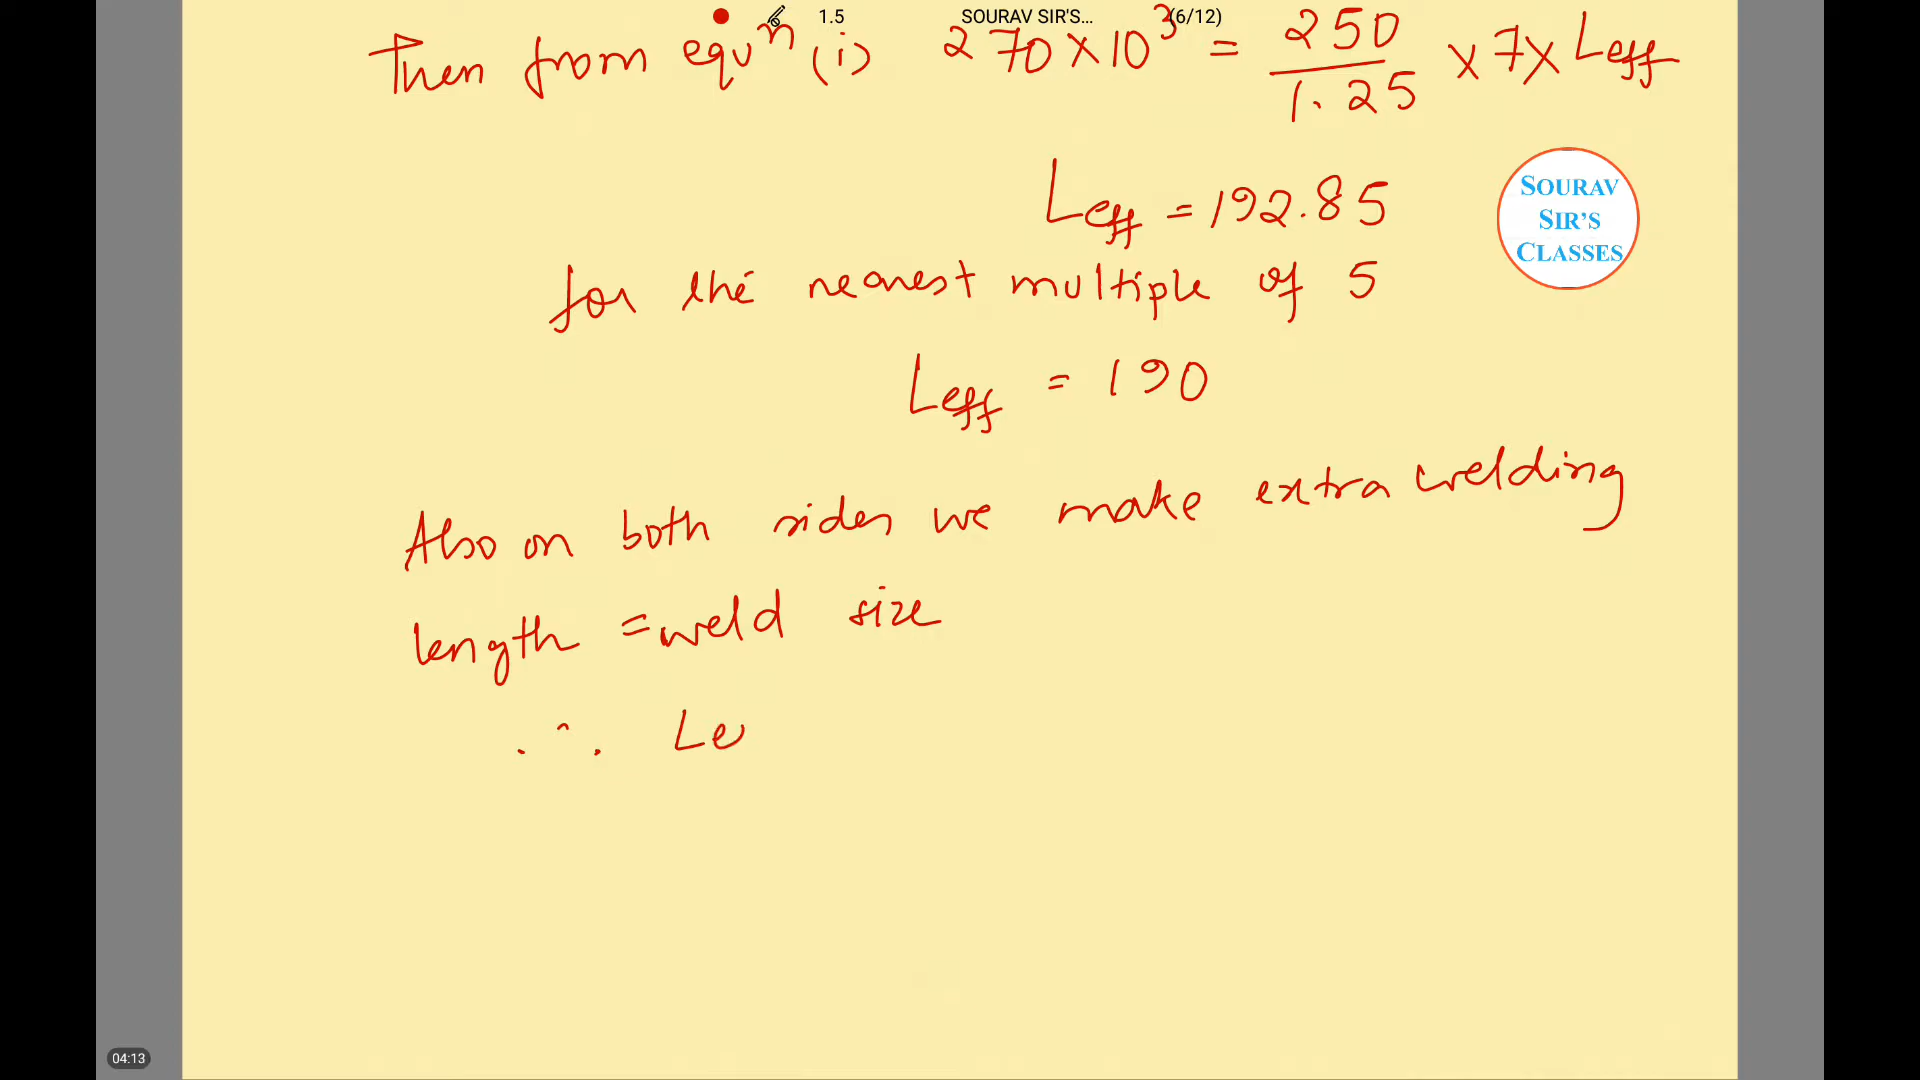 1.5 SOURAV SIR'S... (6/12)
Then from equⁿ (i) 270×10³ = 250/1.25 ×7× Leff
Leff = 192.85
SOURAV
SIR'S
CLASSES
for the nearest multiple of 5
Leff = 190
Also on both sides we make extra welding
length = weld size
∴ Le
04:13